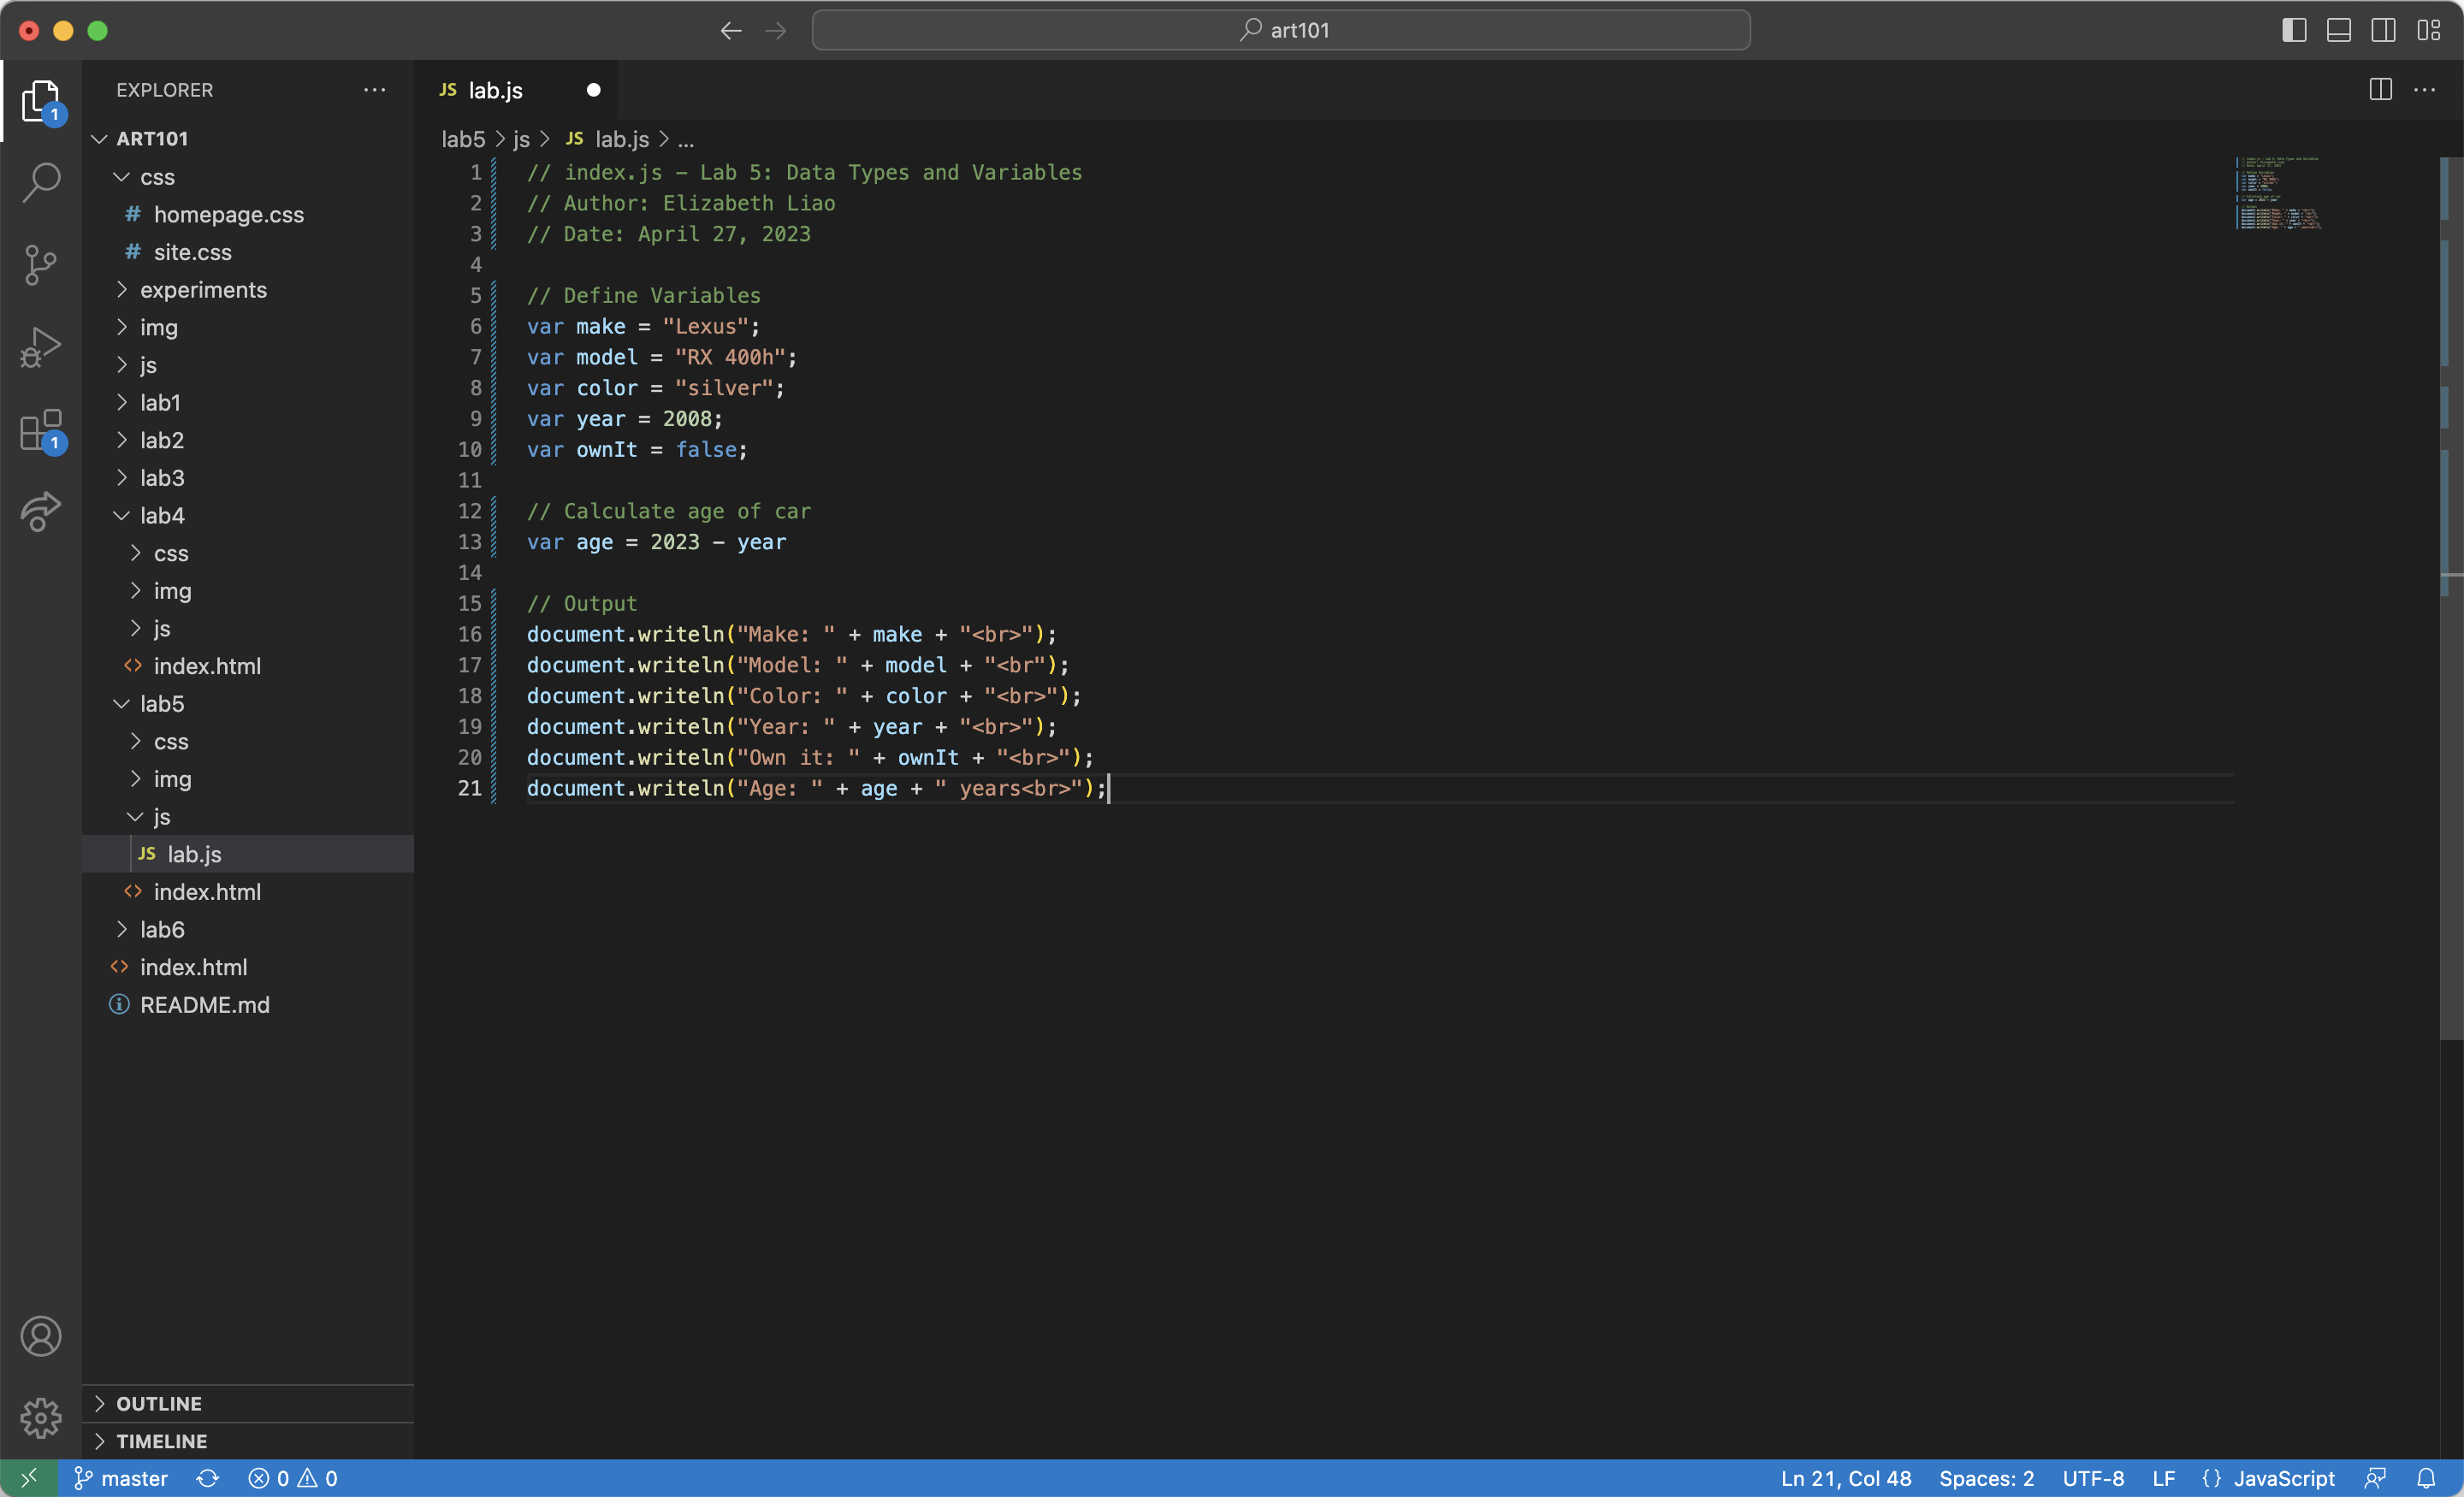 art101
EXPLORER
ART101
css
# homepage.css
# site.css
experiments
img
js
lab1
lab2
lab3
lab4
css
img
js
<> index.html
lab5
css
img
js
JS lab.js
<> index.html
lab6
<> index.html
README.md
OUTLINE
TIMELINE
1
1
JS lab.js
lab5 > js > JS lab.js > ...
1 // index.js - Lab 5: Data Types and Variables
2 // Author: Elizabeth Liao
3 // Date: April 27, 2023
4
5 // Define Variables
6 var make = "Lexus";
7 var model = "RX 400h";
8 var color = "silver";
9 var year = 2008;
10 var ownIt = false;
11
12 // Calculate age of car
13 var age = 2023 - year
14
15 // Output
16 document.writeln("Make: " + make + "<br>");
17 document.writeln("Model: " + model + "<br");
18 document.writeln("Color: " + color + "<br>");
19 document.writeln("Year: " + year + "<br>");
20 document.writeln("Own it: " + ownIt + "<br>");
21 document.writeln("Age: " + age + " years<br>");
master 0 0 Ln 21, Col 48 Spaces: 2 UTF-8 LF {} JavaScript